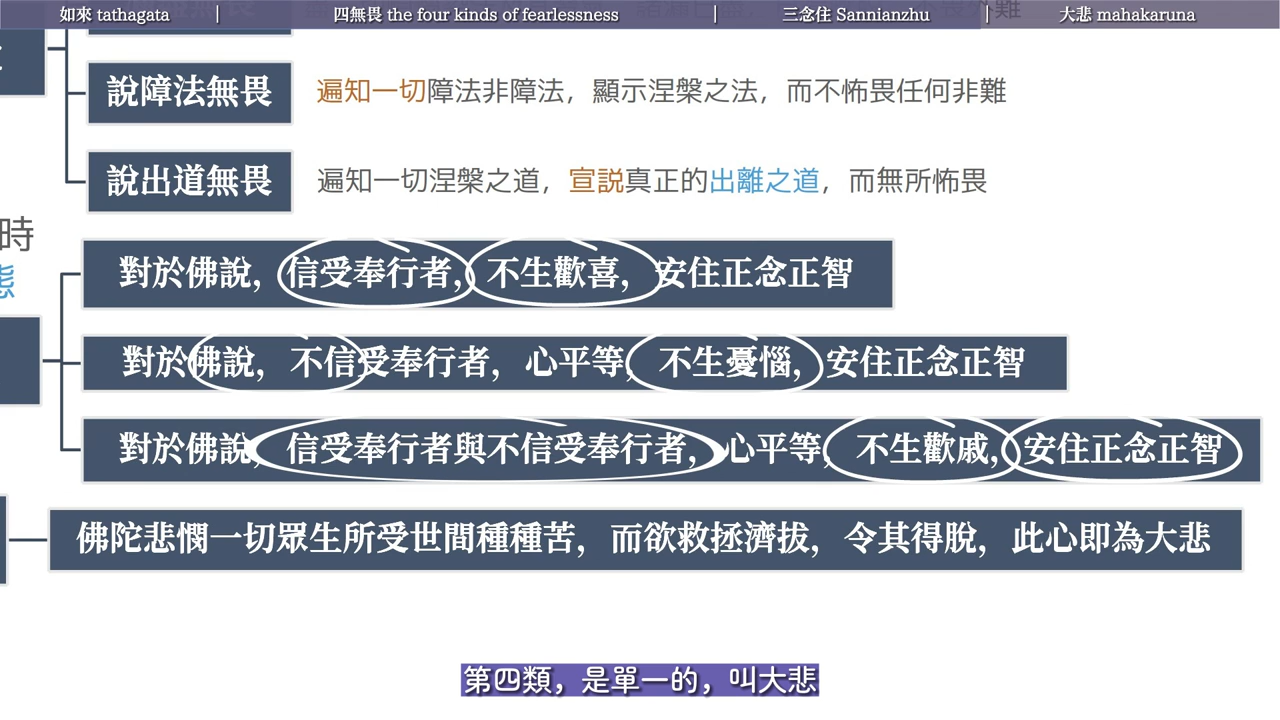 如來 tathagata | 四無畏 the four kinds of fearlessness | 三念住 Sannianzhu | 大悲 mahakaruna
說障法無畏 遍知一切障法非障法，顯示涅槃之法，而不怖畏任何非難
說出道無畏 遍知一切涅槃之道，宣説真正的出離之道，而無所怖畏
時
態
對於佛說，信受奉行者，不生歡喜，安住正念正智
對於佛說，不信受奉行者，心平等，不生憂惱，安住正念正智
對於佛說，信受奉行者與不信受奉行者，心平等，不生歡戚，安住正念正智
佛陀悲憫一切眾生所受世間種種苦，而欲救拯濟拔，令其得脫，此心即為大悲
第四類，是單一的，叫大悲